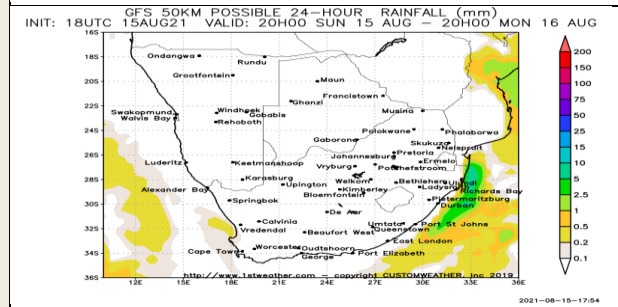 GFS 50KM POSSIBLE 24-HOUR RAINFALL (mm)
INIT: 18UTC 15AUG21 VALID: 20H00 SUN 15 AUG - 20H00 MON 16 AUG
16S
18S
20S
22S
24S
26S
28S
30S
32S
34S
36S
Ondangwa
Rundu
Grootfontein
Maun
Francistown
Ghanzi
Swakopmund
Windhoek
Gobabis
Walvis Bay
Rehoboth
Musina
Polokwane
Phalaborwa
Gaborone
Skukuza
Nelspruit
Pretoria
Johannesburg
Ermelo
Luderitz
Keetmanshoop
Vryburg
Potchefstroom
Karasburg
Upington
Welkom
Bethlehem
Ulundi
Ladysmith
Kimberley
Alexander Bay
Richards Bay
Springbok
Bloemfontein
Pietermaritzburg
Durban
De Aar
Calvinia
Vredendal
Umtata
Port St Johns
Beaufort West
Queenstown
East London
Worcester
Oudtshoorn
Cape Town
George
Port Elizabeth
http://www.1stweather.com - copyright CUSTOMWEATHER, Inc 2019
12E
15E
18E
21E
24E
27E
30E
33E
36E
200
150
100
75
50
25
15
10
5
2.5
1
0.5
0.2
0.1
2021-08-15-17:54